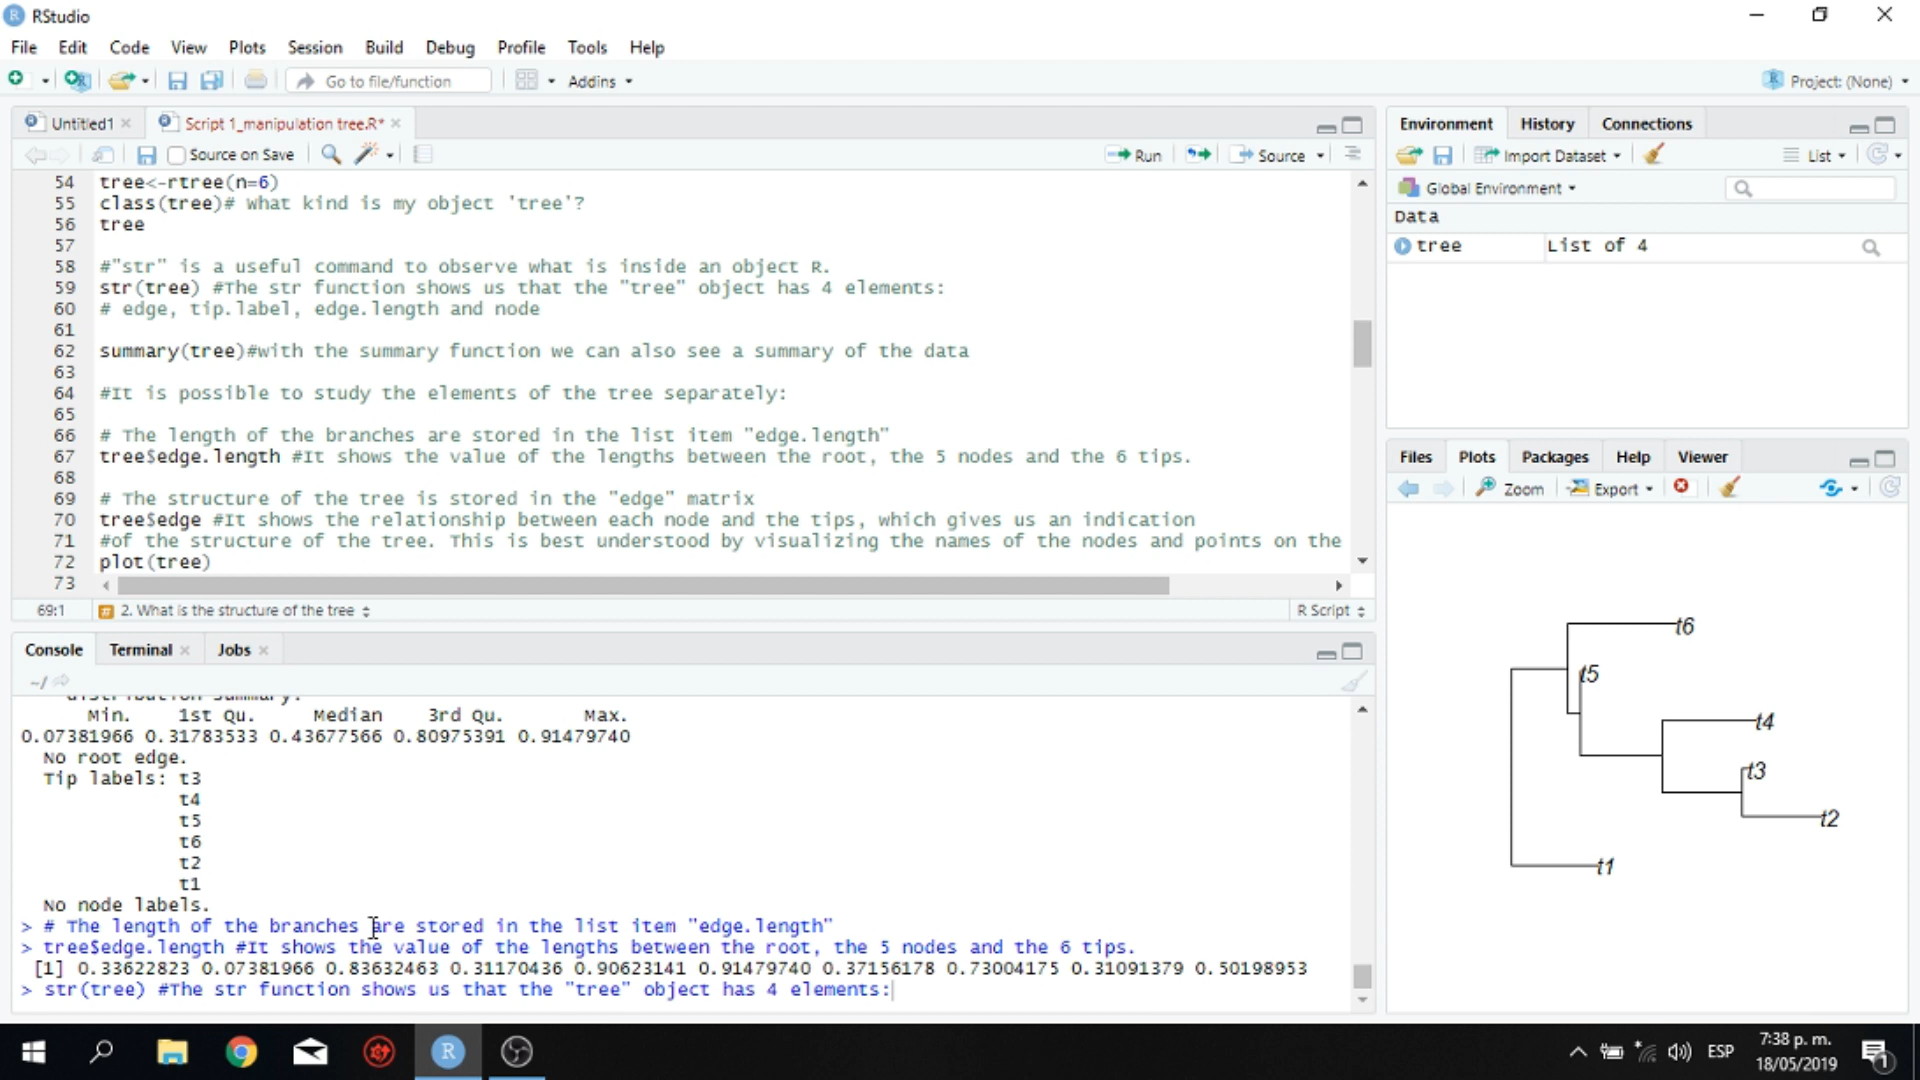 RStudio
File Edit Code View Plots Session Build Debug Profile Tools Help
Go to file/function Addins Project: (None)
Untitled1 Script 1_manipulation tree.R*
Source on Save Run Source
54 tree<-rtree(n=6)
55 class(tree)# What kind is my object 'tree'?
56 tree
57
58 #"str" is a useful command to observe what is inside an object R.
59 str(tree) #The str function shows us that the "tree" object has 4 elements:
60 # edge, tip.label, edge.length and node
61
62 summary(tree)#with the summary function we can also see a summary of the data
63
64 #It is possible to study the elements of the tree separately:
65
66 # The length of the branches are stored in the list item "edge.length"
67 tree$edge.length #It shows the value of the lengths between the root, the 5 nodes and the 6 tips.
68
69 # The structure of the tree is stored in the "edge" matrix
70 tree$edge #It shows the relationship between each node and the tips, which gives us an indication
71 #of the structure of the tree. This is best understood by visualizing the names of the nodes and points on the
72 plot(tree)
73
69:1 2. What is the structure of the tree R Script
Console Terminal Jobs
~/
distribution summary:
Min. 1st Qu. Median 3rd Qu. Max.
0.07381966 0.31783533 0.43677566 0.80975391 0.91479740
No root edge.
Tip labels: t3
t4
t5
t6
t2
t1
No node labels.
> # The length of the branches are stored in the list item "edge.length"
> tree$edge.length #It shows the value of the lengths between the root, the 5 nodes and the 6 tips.
[1] 0.33622823 0.07381966 0.83632463 0.31170436 0.90623141 0.91479740 0.37156178 0.73004175 0.31091379 0.50198953
> str(tree) #The str function shows us that the "tree" object has 4 elements:
Environment History Connections
Import Dataset List
Global Environment
Data
tree List of 4
Files Plots Packages Help Viewer
Zoom Export
t6
t5
t4
t3
t2
t1
ESP
7:38 p. m.
18/05/2019
1